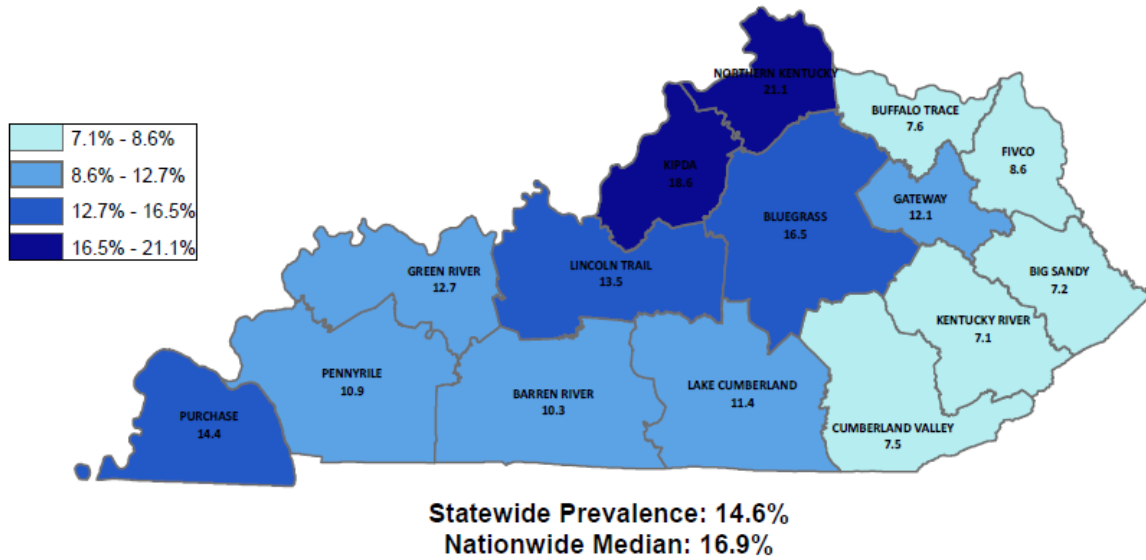 NORTHERN KENTUCKY
21.1
BUFFALO TRACE
7.6
FIVCO
8.6
7.1% - 8.6%
8.6% - 12.7%
12.7% - 16.5%
16.5% - 21.1%
KIPDA
18.6
GATEWAY
12.1
BLUEGRASS
16.5
GREEN RIVER
12.7
LINCOLN TRAIL
13.5
BIG SANDY
7.2
KENTUCKY RIVER
7.1
PENNYRILE
10.9
BARREN RIVER
10.3
LAKE CUMBERLAND
11.4
PURCHASE
14.4
CUMBERLAND VALLEY
7.5
Statewide Prevalence: 14.6%
Nationwide Median: 16.9%